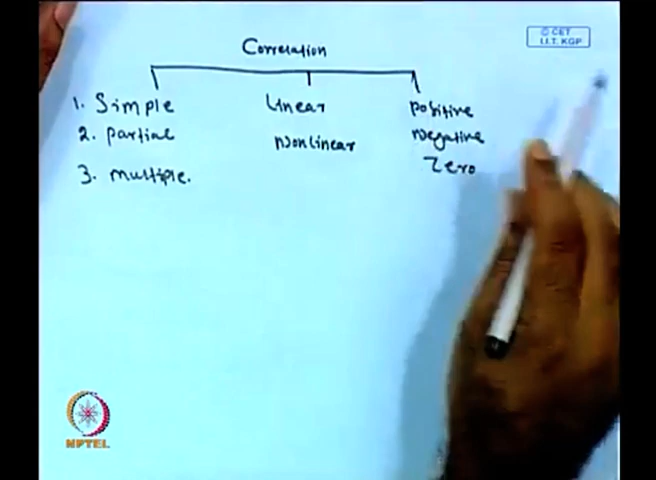 Correlation
© CET
I.I.T. KGP
1. Simple Linear Positive
2. Partial Nonlinear Negative
3. Multiple. Zero
NPTEL